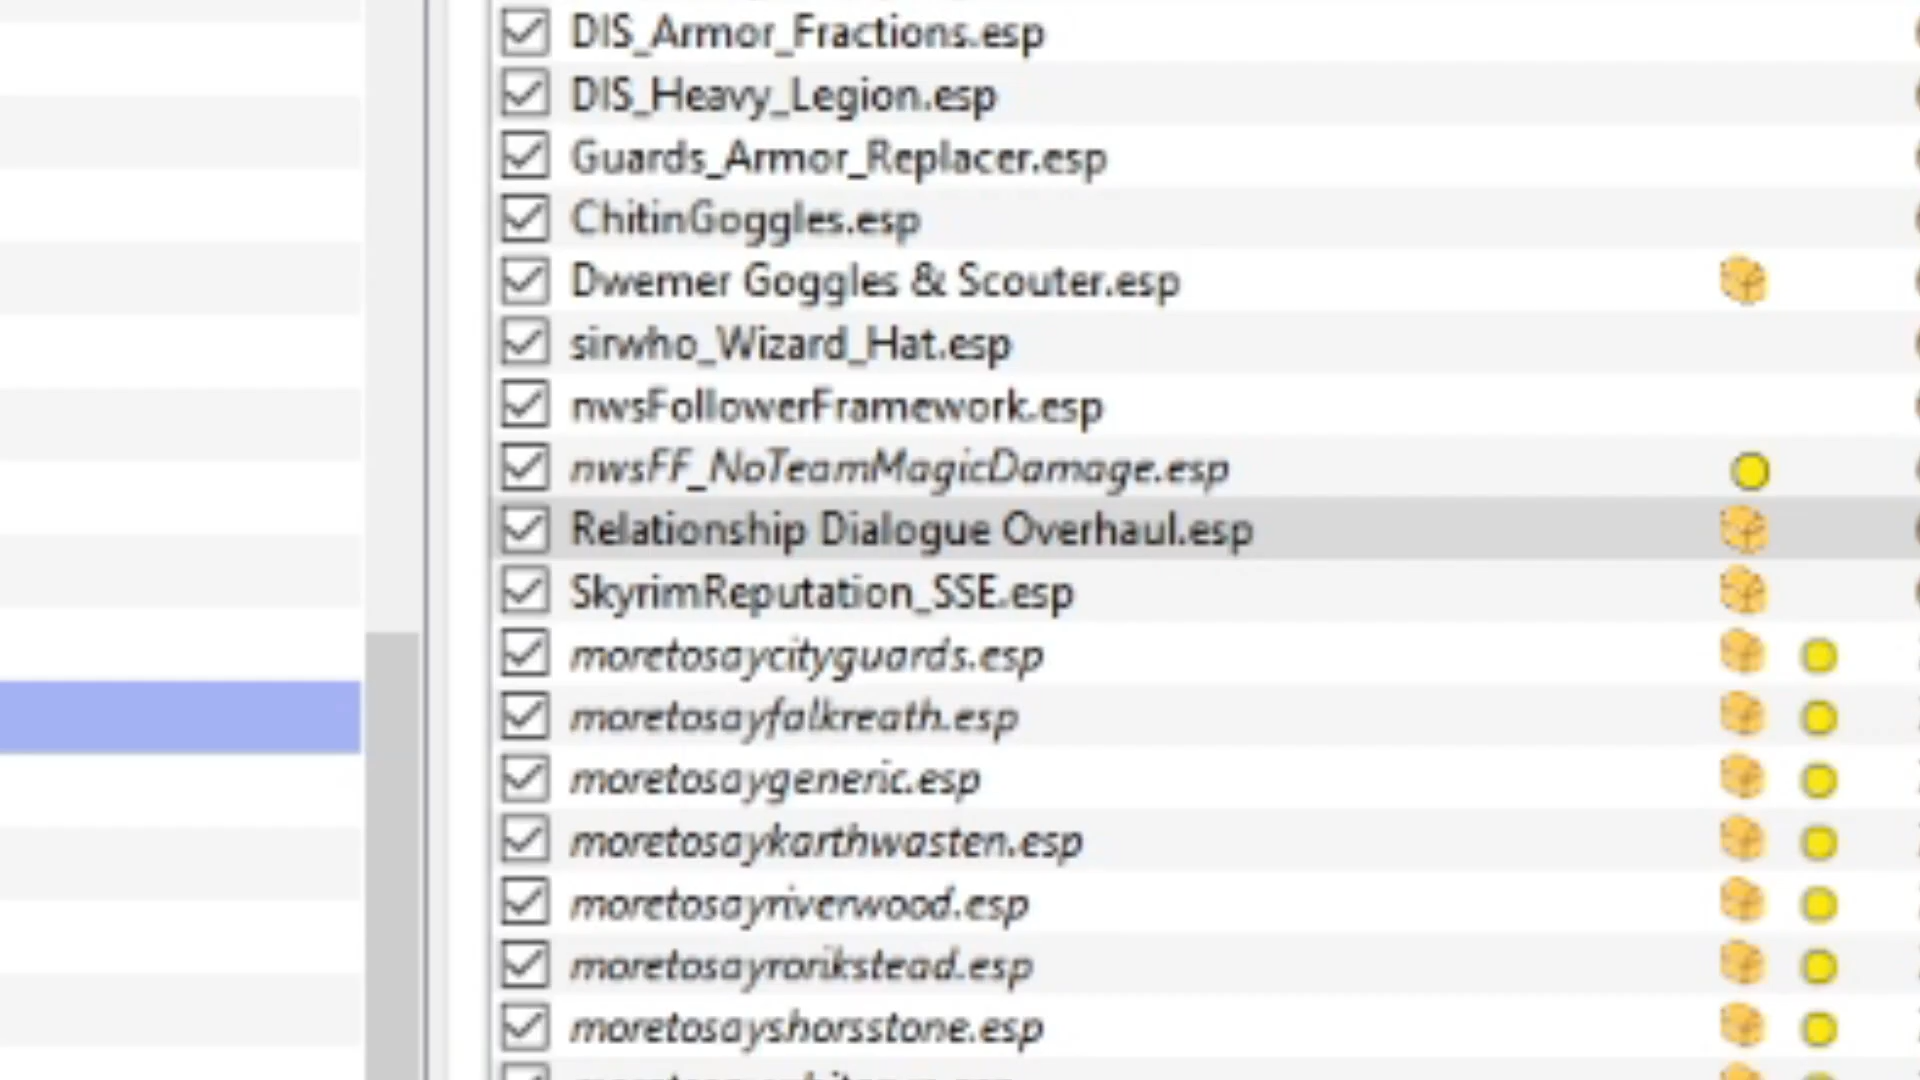 DIS_Armor_Fractions.esp
DIS_Heavy_Legion.esp
Guards_Armor_Replacer.esp
ChitinGoggles.esp
Dwemer Goggles & Scouter.esp
sirwho_Wizard_Hat.esp
nwsFollowerFramework.esp
nwsFF_NoTeamMagicDamage.esp
Relationship Dialogue Overhaul.esp
SkyrimReputation_SSE.esp
moretosaycityguards.esp
moretosayfalkreath.esp
moretosaygeneric.esp
moretosaykarthwasten.esp
moretosayriverwood.esp
moretosayrorikstead.esp
moretosayshorsstone.esp